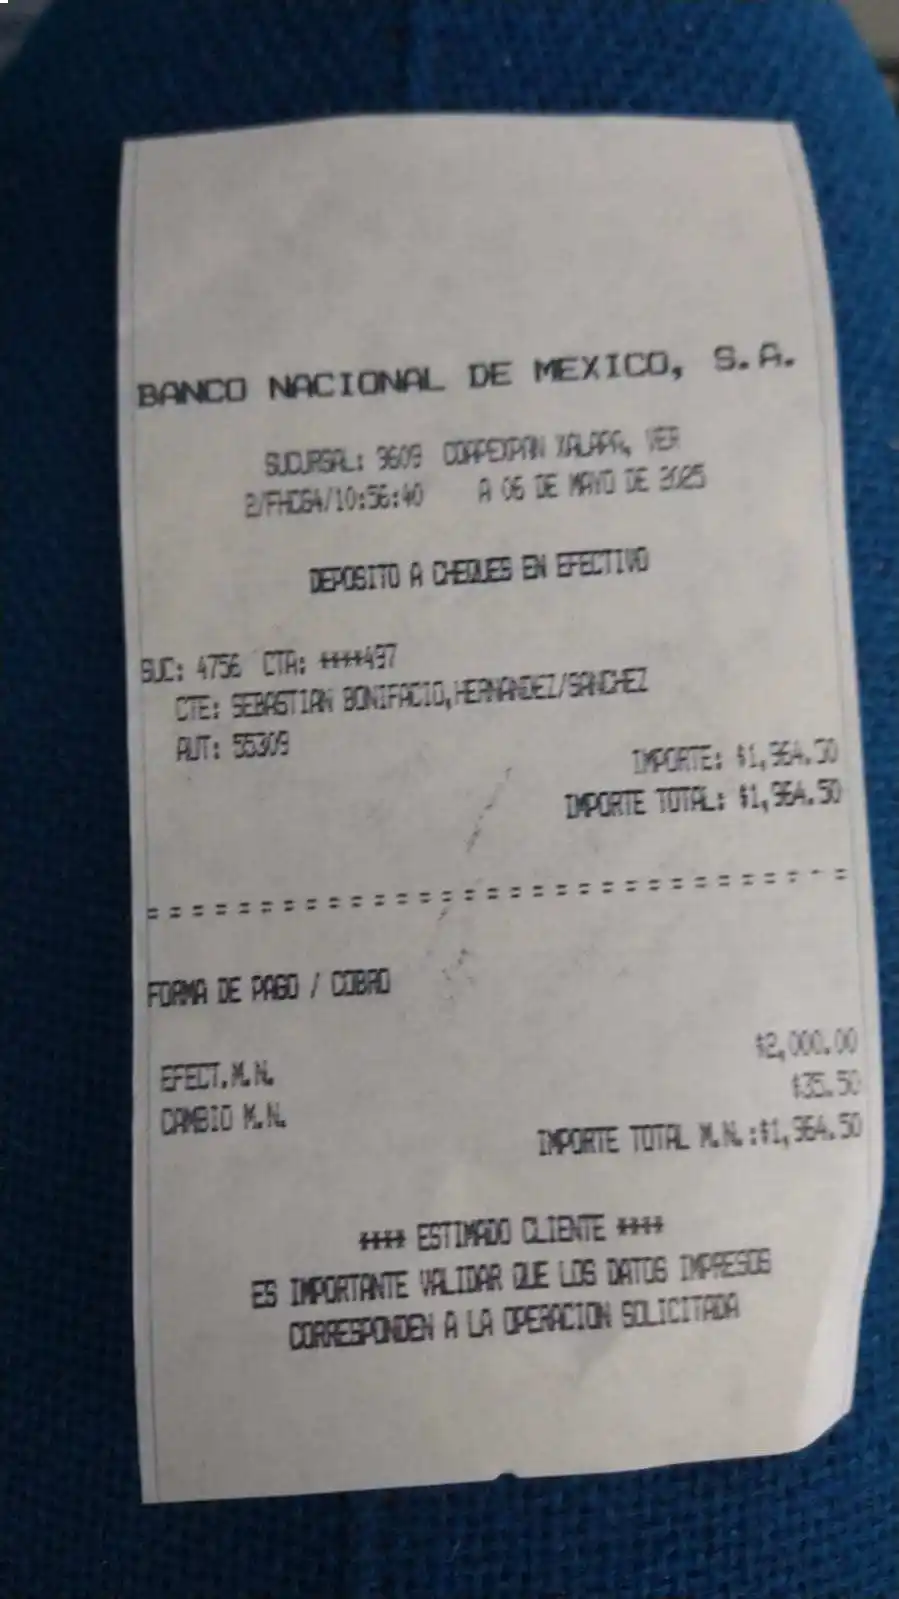 BANCO NACIONAL DE MEXICO, S.A.
SUCURSAL: 9609 COAPEXPAN XALAPA, VER
2/FHC64/10:56:40 A 06 DE MAYO DE 2025
DEPOSITO A CHEQUES EN EFECTIVO
SUC: 4756 CTA: ****497
CTE: SEBASTIAN BONIFACIO,HERNANDEZ/SANCHEZ
AUT: 55309
IMPORTE: $1,964.50
IMPORTE TOTAL: $1,964.50
FORMA DE PAGO / COBRO
EFECT.M.N. $2,000.00
CAMBIO M.N. $35.50
IMPORTE TOTAL M.N.:$1,964.50
**** ESTIMADO CLIENTE ****
ES IMPORTANTE VALIDAR QUE LOS DATOS IMPRESOS
CORRESPONDEN A LA OPERACION SOLICITADA